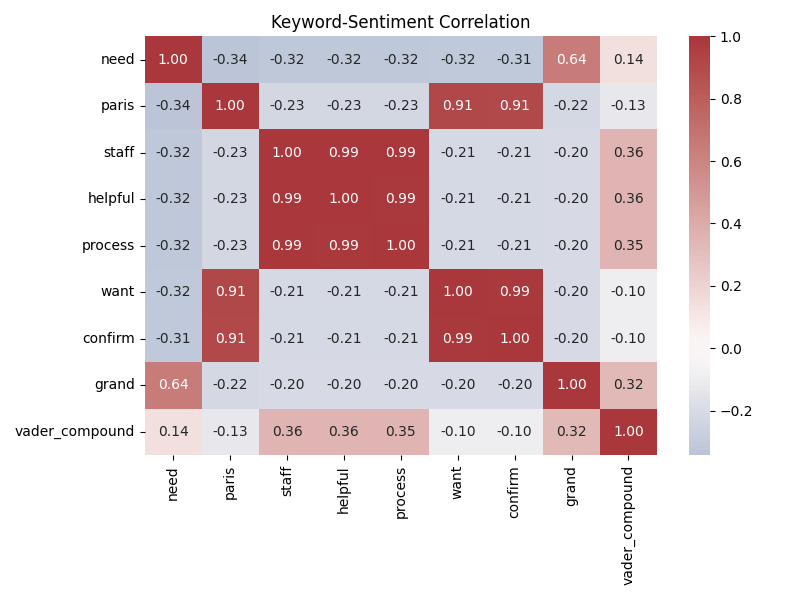 Keyword-Sentiment Correlation
need 1.00 -0.34 -0.32 -0.32 -0.32 -0.32 -0.31 0.64 0.14
paris -0.34 1.00 -0.23 -0.23 -0.23 0.91 0.91 -0.22 -0.13
staff -0.32 -0.23 1.00 0.99 0.99 -0.21 -0.21 -0.20 0.36
helpful -0.32 -0.23 0.99 1.00 0.99 -0.21 -0.21 -0.20 0.36
process -0.32 -0.23 0.99 0.99 1.00 -0.21 -0.21 -0.20 0.35
want -0.32 0.91 -0.21 -0.21 -0.21 1.00 0.99 -0.20 -0.10
confirm -0.31 0.91 -0.21 -0.21 -0.21 0.99 1.00 -0.20 -0.10
grand 0.64 -0.22 -0.20 -0.20 -0.20 -0.20 -0.20 1.00 0.32
vader_compound 0.14 -0.13 0.36 0.36 0.35 -0.10 -0.10 0.32 1.00
need paris staff helpful process want confirm grand vader_compound
1.0
0.8
0.6
0.4
0.2
0.0
−0.2